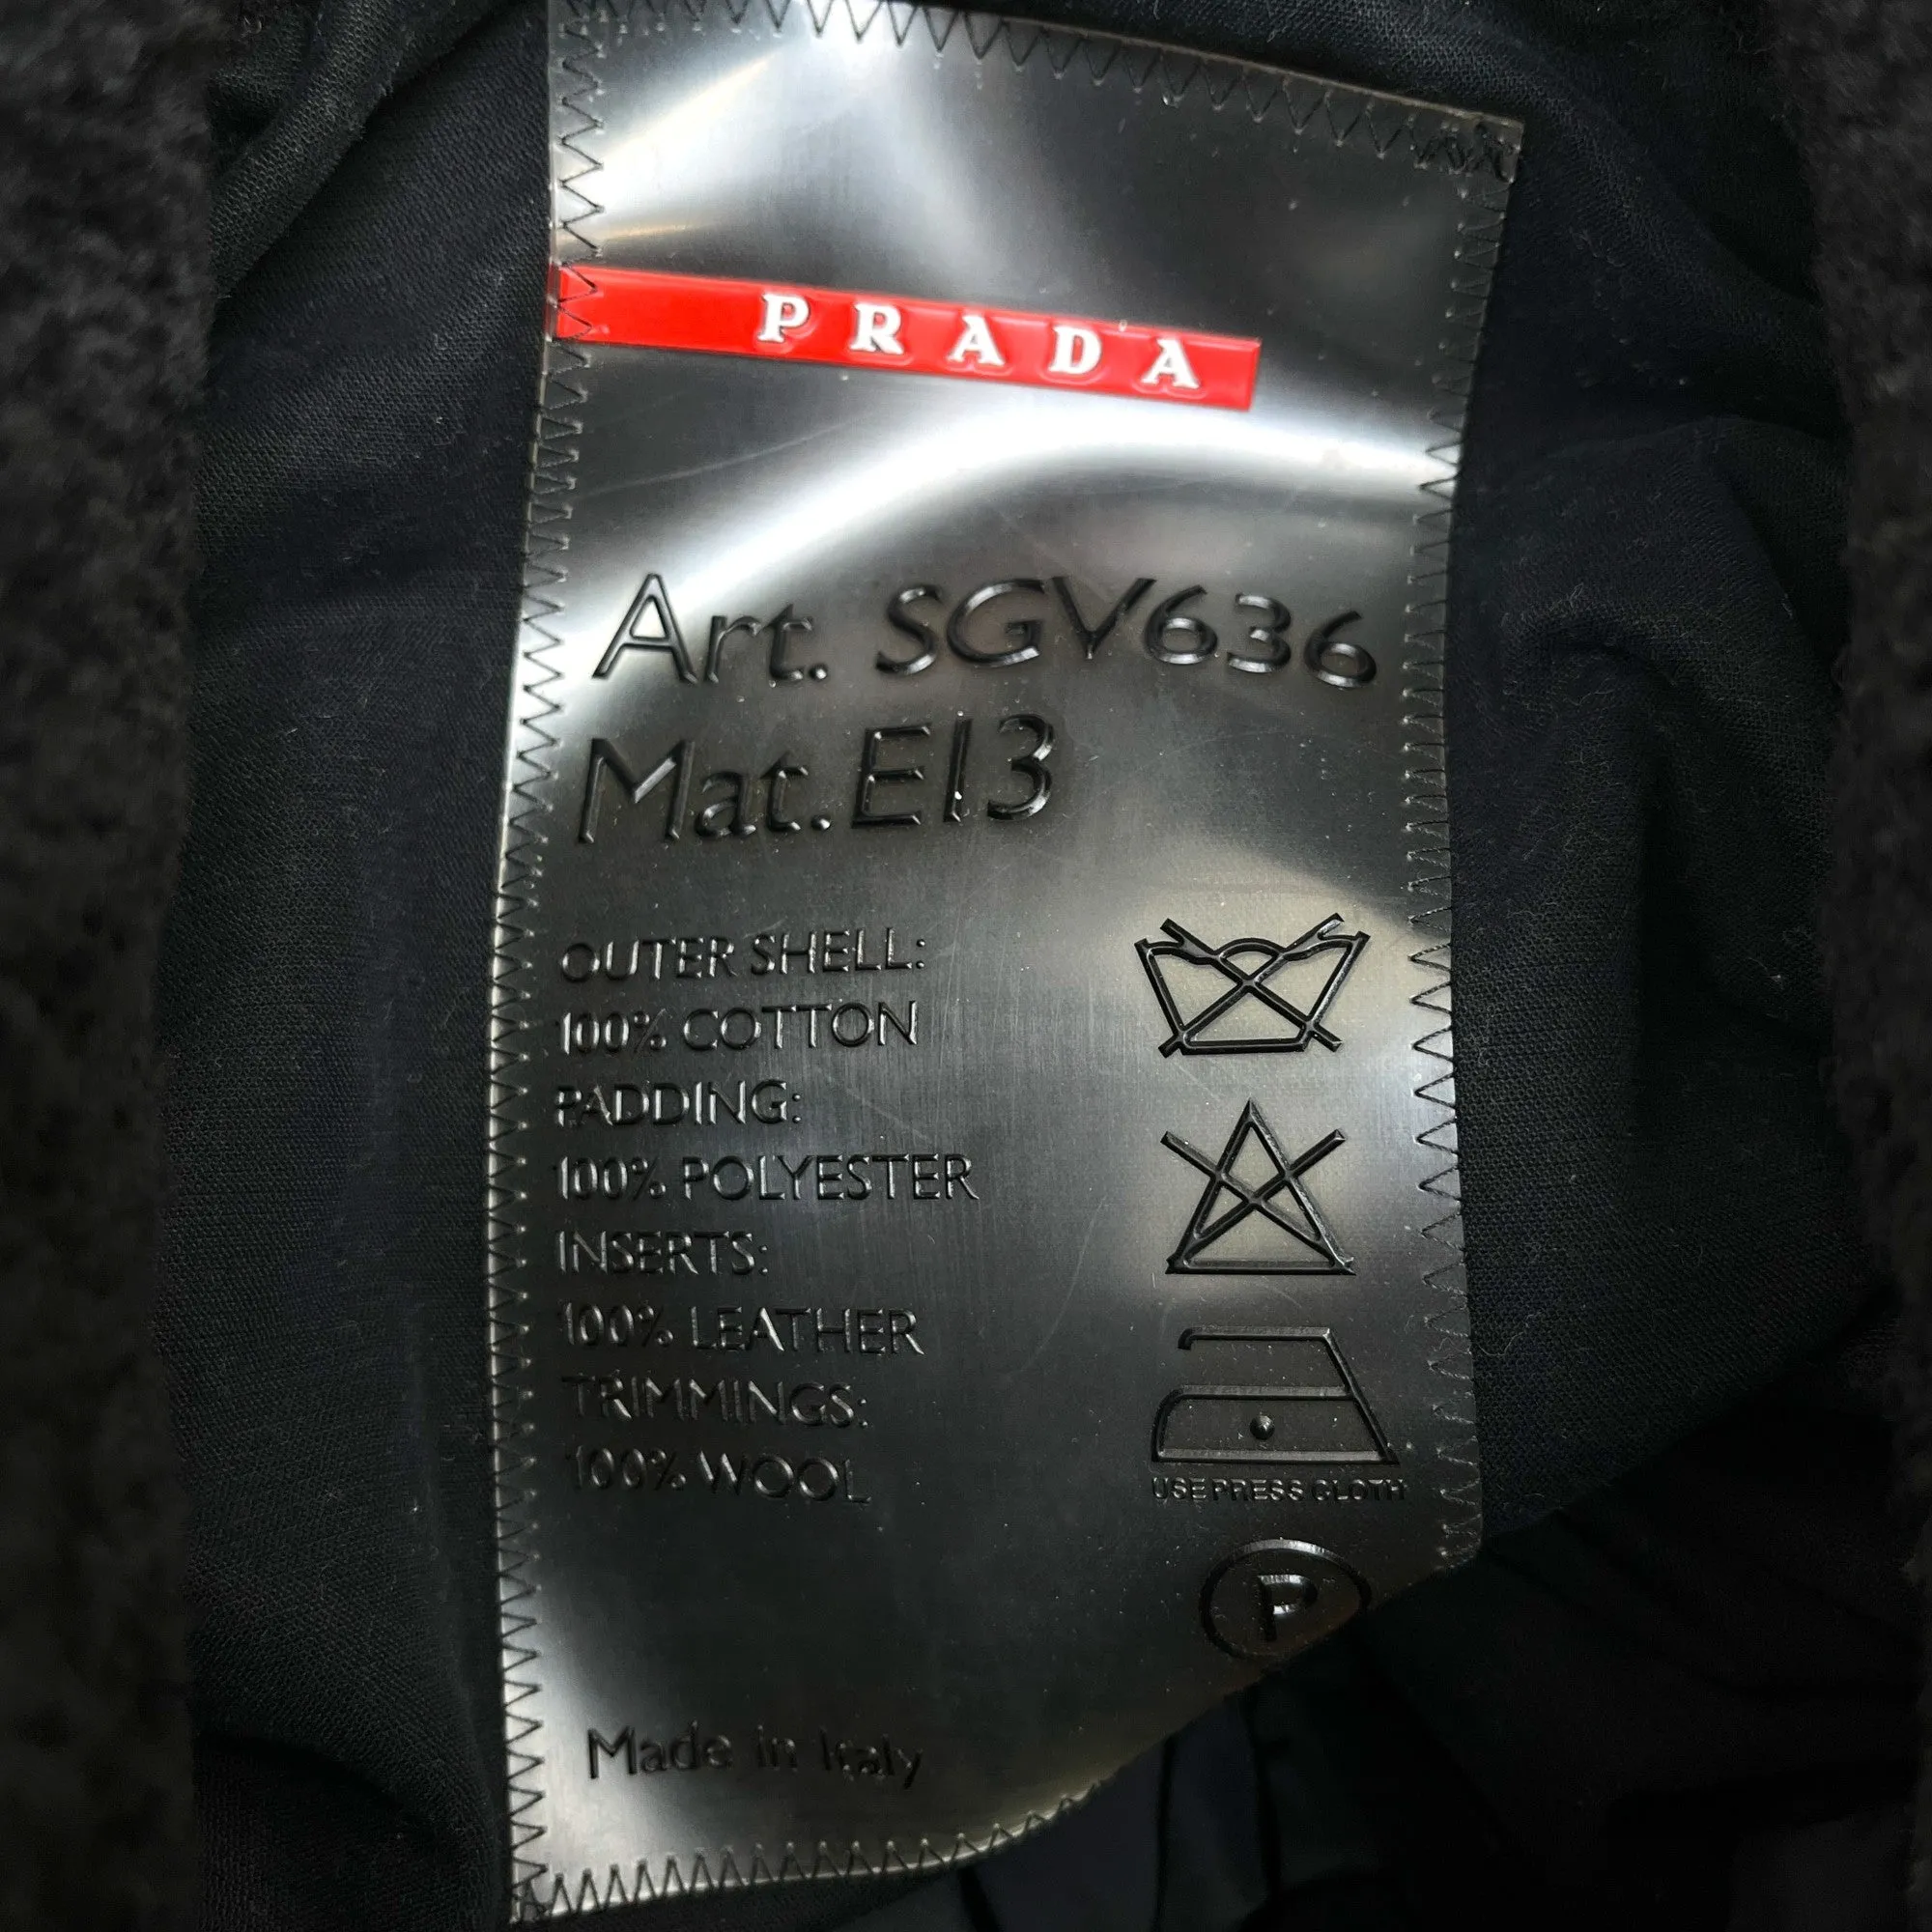 PRADA
Art. SGV636
Mat. E13
OUTER SHELL:
100% COTTON
PADDING:
100% POLYESTER
INSERTS:
100% LEATHER
TRIMMINGS:
100% WOOL
USE PRESS CLOTH
P
Made in Italy